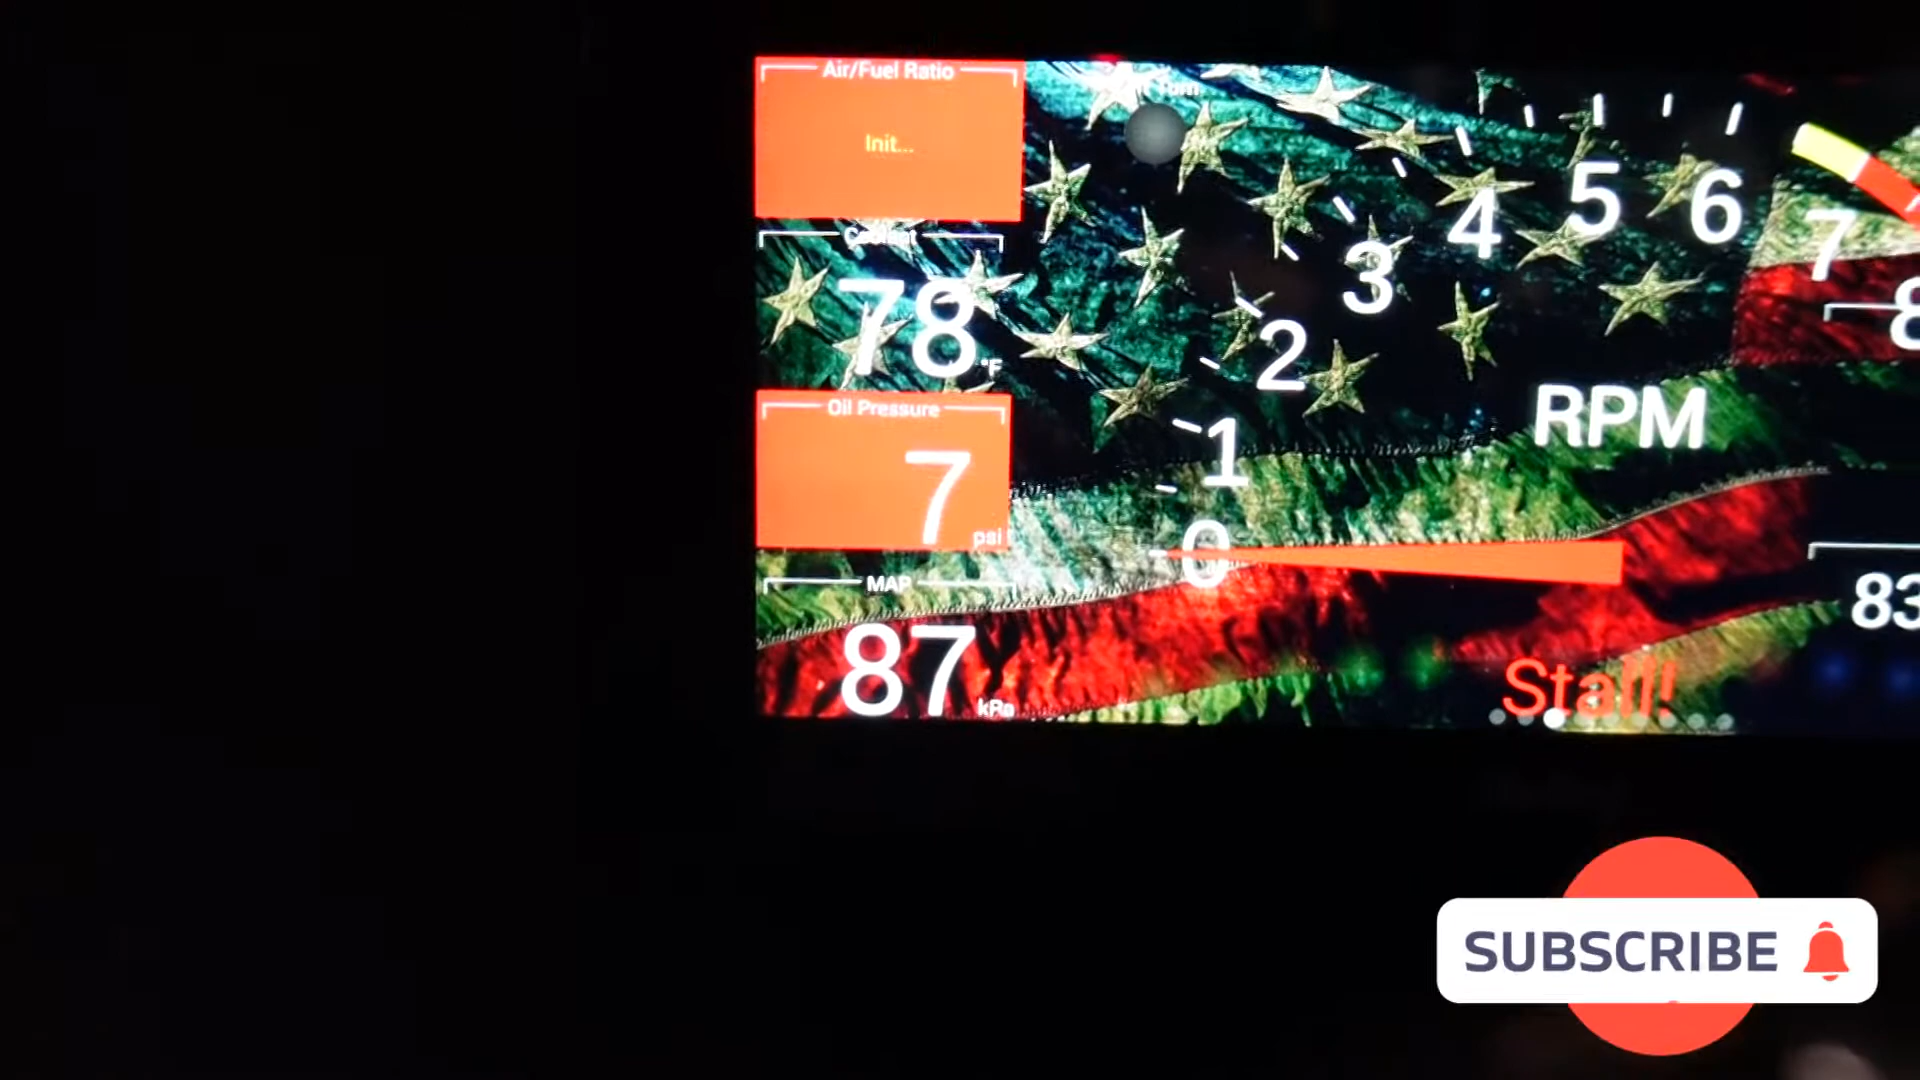 Air/Fuel Ratio
Init...
Coolant
78 °F
Oil Pressure
7 psi
MAP
87 kPa
0
1
2
3
4
5
6
7
8
RPM
83
Stall!
SUBSCRIBE